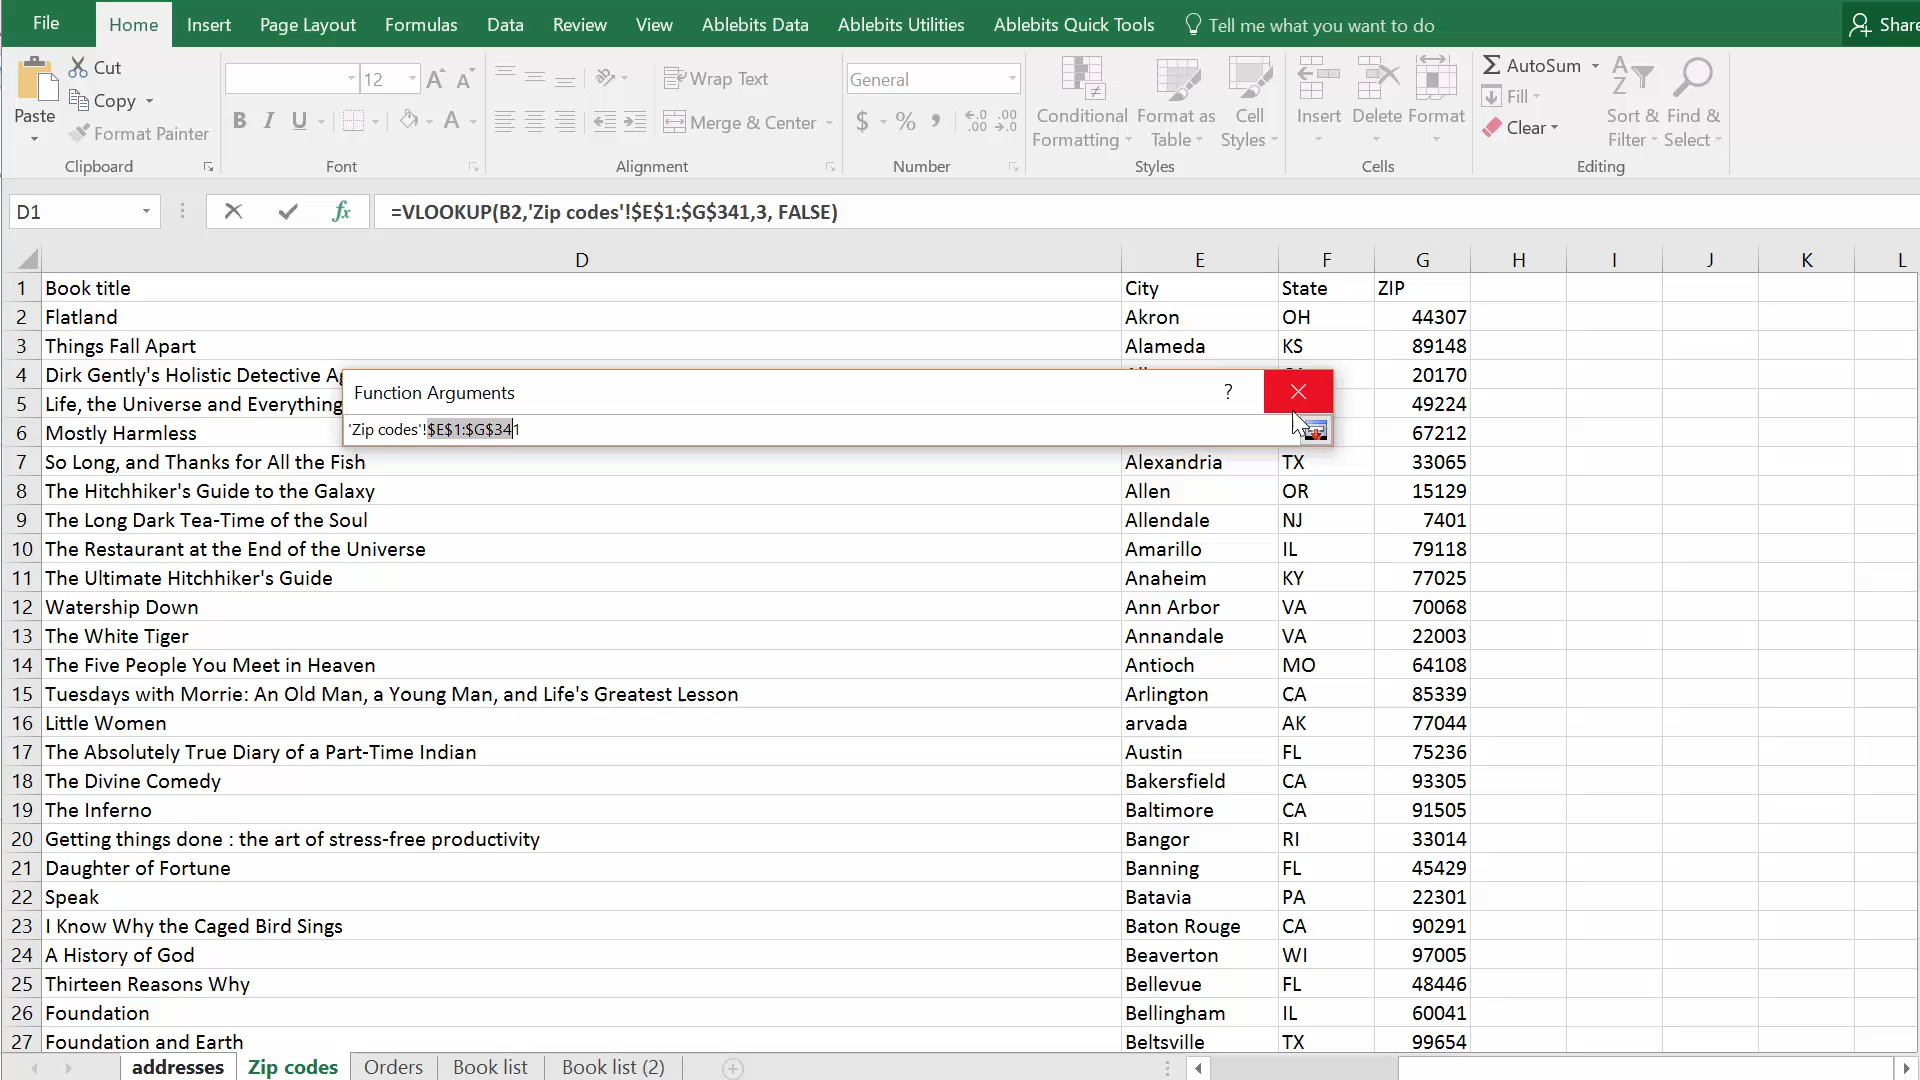 File Home Insert Page Layout Formulas Data Review View Ablebits Data Ablebits Utilities Ablebits Quick Tools Tell me what you want to do Share
Paste Cut Copy Format Painter
12
Wrap Text
Merge & Center
General
$ % ,
Conditional Formatting Format as Table Cell Styles
Insert Delete Format
AutoSum
Fill
Clear
Sort & Filter Find & Select
Clipboard Font Alignment Number Styles Cells Editing
D1 fx =VLOOKUP(B2,'Zip codes'!$E$1:$G$341,3, FALSE)
D E F G H I J K L
1 Book title City State ZIP
2 Flatland Akron OH 44307
3 Things Fall Apart Alameda KS 89148
4 Dirk Gently's Holistic Detective 20170
Function Arguments ?
5 Life, the Universe and Everything 49224
'Zip codes'!$E$1:$G$341
6 Mostly Harmless 67212
7 So Long, and Thanks for All the Fish Alexandria TX 33065
8 The Hitchhiker's Guide to the Galaxy Allen OR 15129
9 The Long Dark Tea-Time of the Soul Allendale NJ 7401
10 The Restaurant at the End of the Universe Amarillo IL 79118
11 The Ultimate Hitchhiker's Guide Anaheim KY 77025
12 Watership Down Ann Arbor VA 70068
13 The White Tiger Annandale VA 22003
14 The Five People You Meet in Heaven Antioch MO 64108
15 Tuesdays with Morrie: An Old Man, a Young Man, and Life's Greatest Lesson Arlington CA 85339
16 Little Women arvada AK 77044
17 The Absolutely True Diary of a Part-Time Indian Austin FL 75236
18 The Divine Comedy Bakersfield CA 93305
19 The Inferno Baltimore CA 91505
20 Getting things done : the art of stress-free productivity Bangor RI 33014
21 Daughter of Fortune Banning FL 45429
22 Speak Batavia PA 22301
23 I Know Why the Caged Bird Sings Baton Rouge CA 90291
24 A History of God Beaverton WI 97005
25 Thirteen Reasons Why Bellevue FL 48446
26 Foundation Bellingham IL 60041
27 Foundation and Earth Beltsville TX 99654
addresses Zip codes Orders Book list Book list (2)